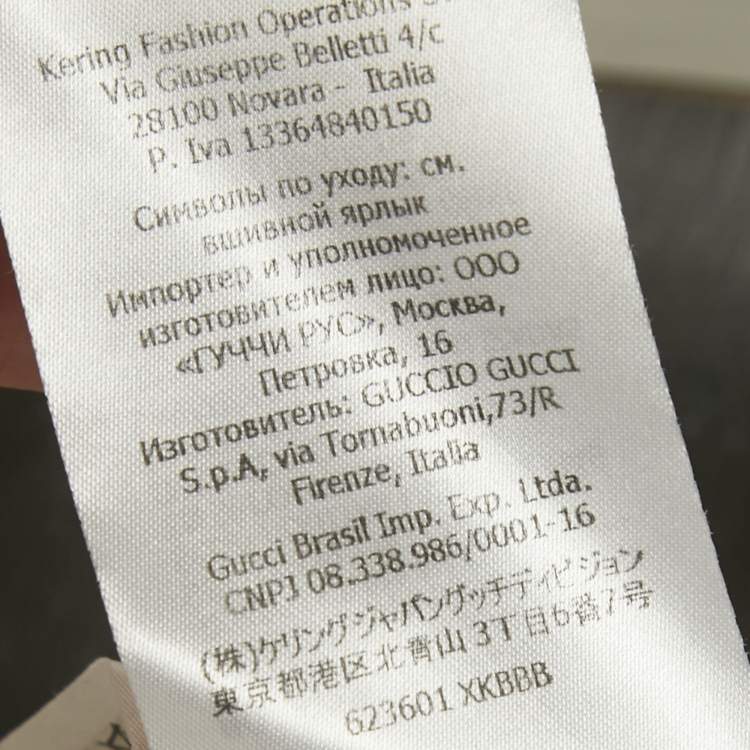 Kering Fashion Operations
Via Giuseppe Belletti 4/c
28100 Novara - Italia
P. Iva 13364840150
Символы по уходу: см.
вшивной ярлык
Импортер и уполномоченное
изготовителем лицо: ООО
«ГУЧЧИ РУС», Москва,
Петровка, 16
Изготовитель: GUCCIO GUCCI
S.p.A, via Tornabuoni,73/R
Firenze, Italia
Gucci Brasil Imp. Exp. Ltda.
CNPJ 08.338.986/0001-16
(株)ケリングジャパングッチディビジョン
東京都港区北青山3丁目6番7号
623601 XKBBB